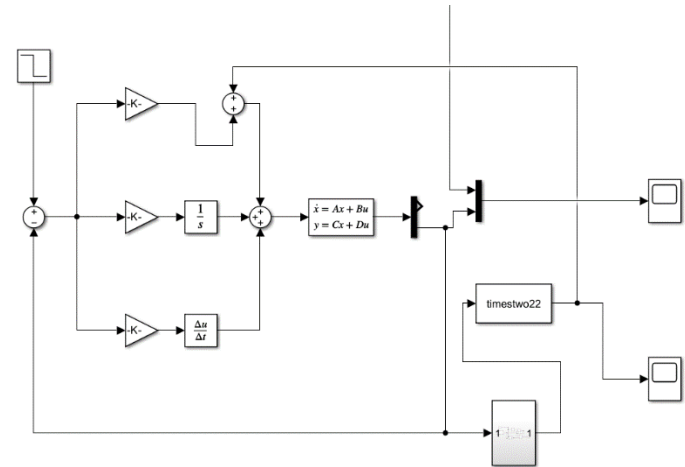 -K-
+
+
+
−
-K-
1
s
+
+
+
ẋ = Ax + Bu
y = Cx + Du
timestwo22
-K-
Δu
Δt
1
1